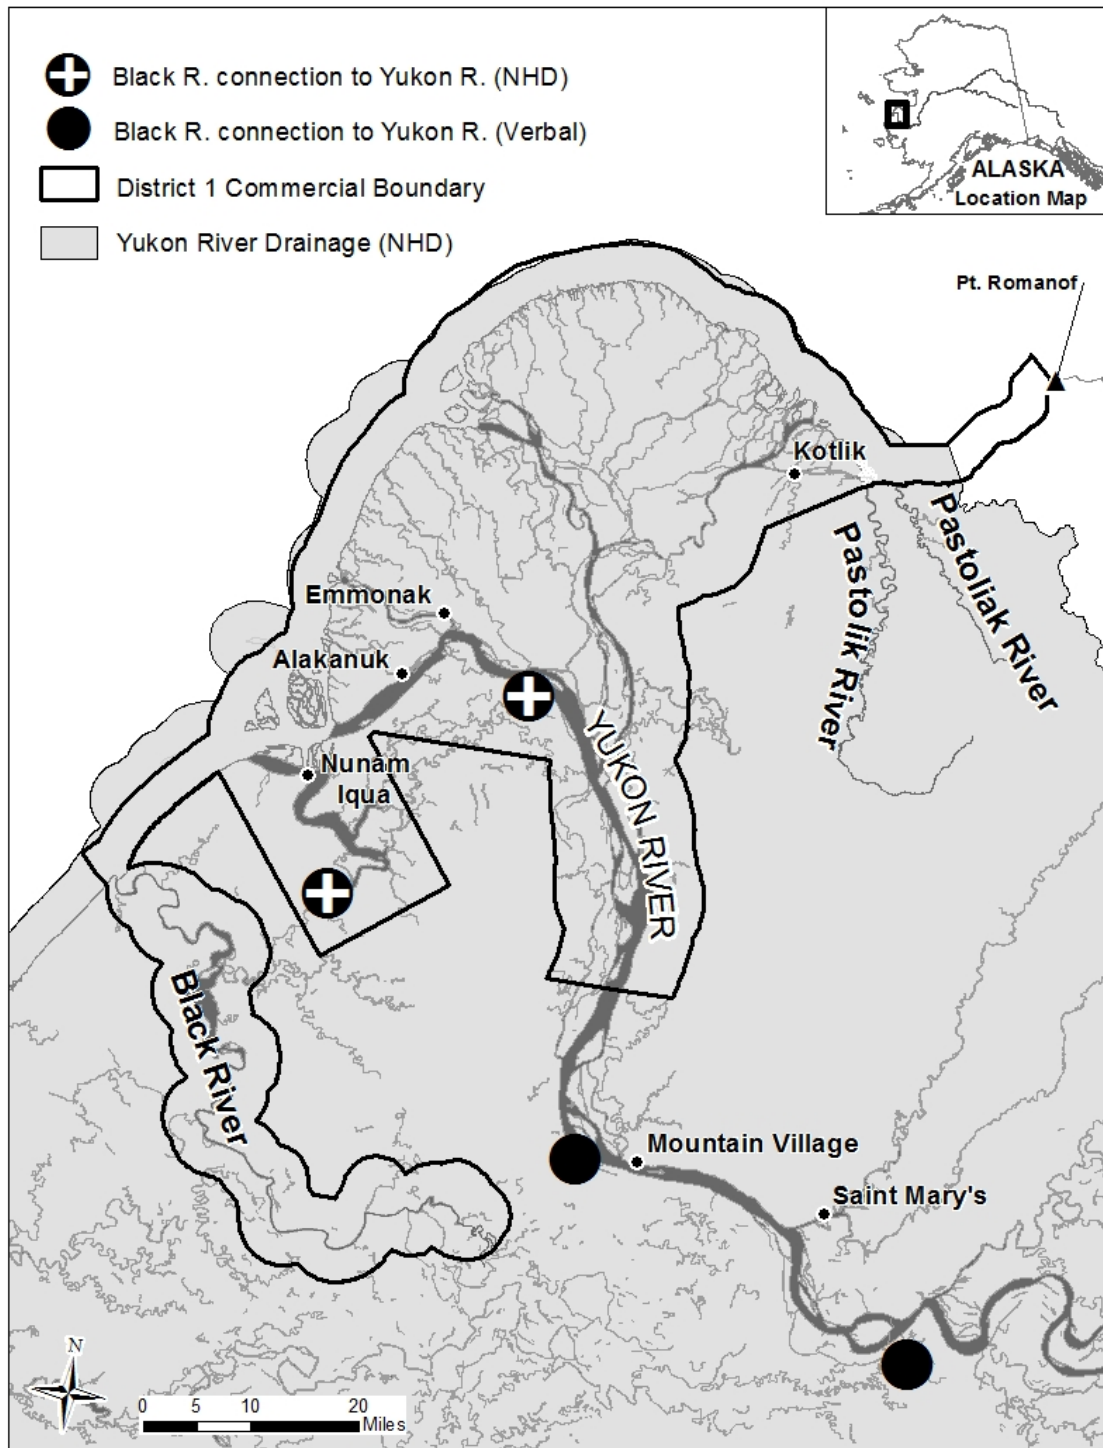 Black R. connection to Yukon R. (NHD)
Black R. connection to Yukon R. (Verbal)
District 1 Commercial Boundary
Yukon River Drainage (NHD)
ALASKA
Location Map
Pt. Romanof
Kotlik
Pastolik River
Pastoliak River
Emmonak
Alakanuk
Nunam
Iqua
YUKON RIVER
Black River
Mountain Village
Saint Mary's
N
0 5 10 20
Miles